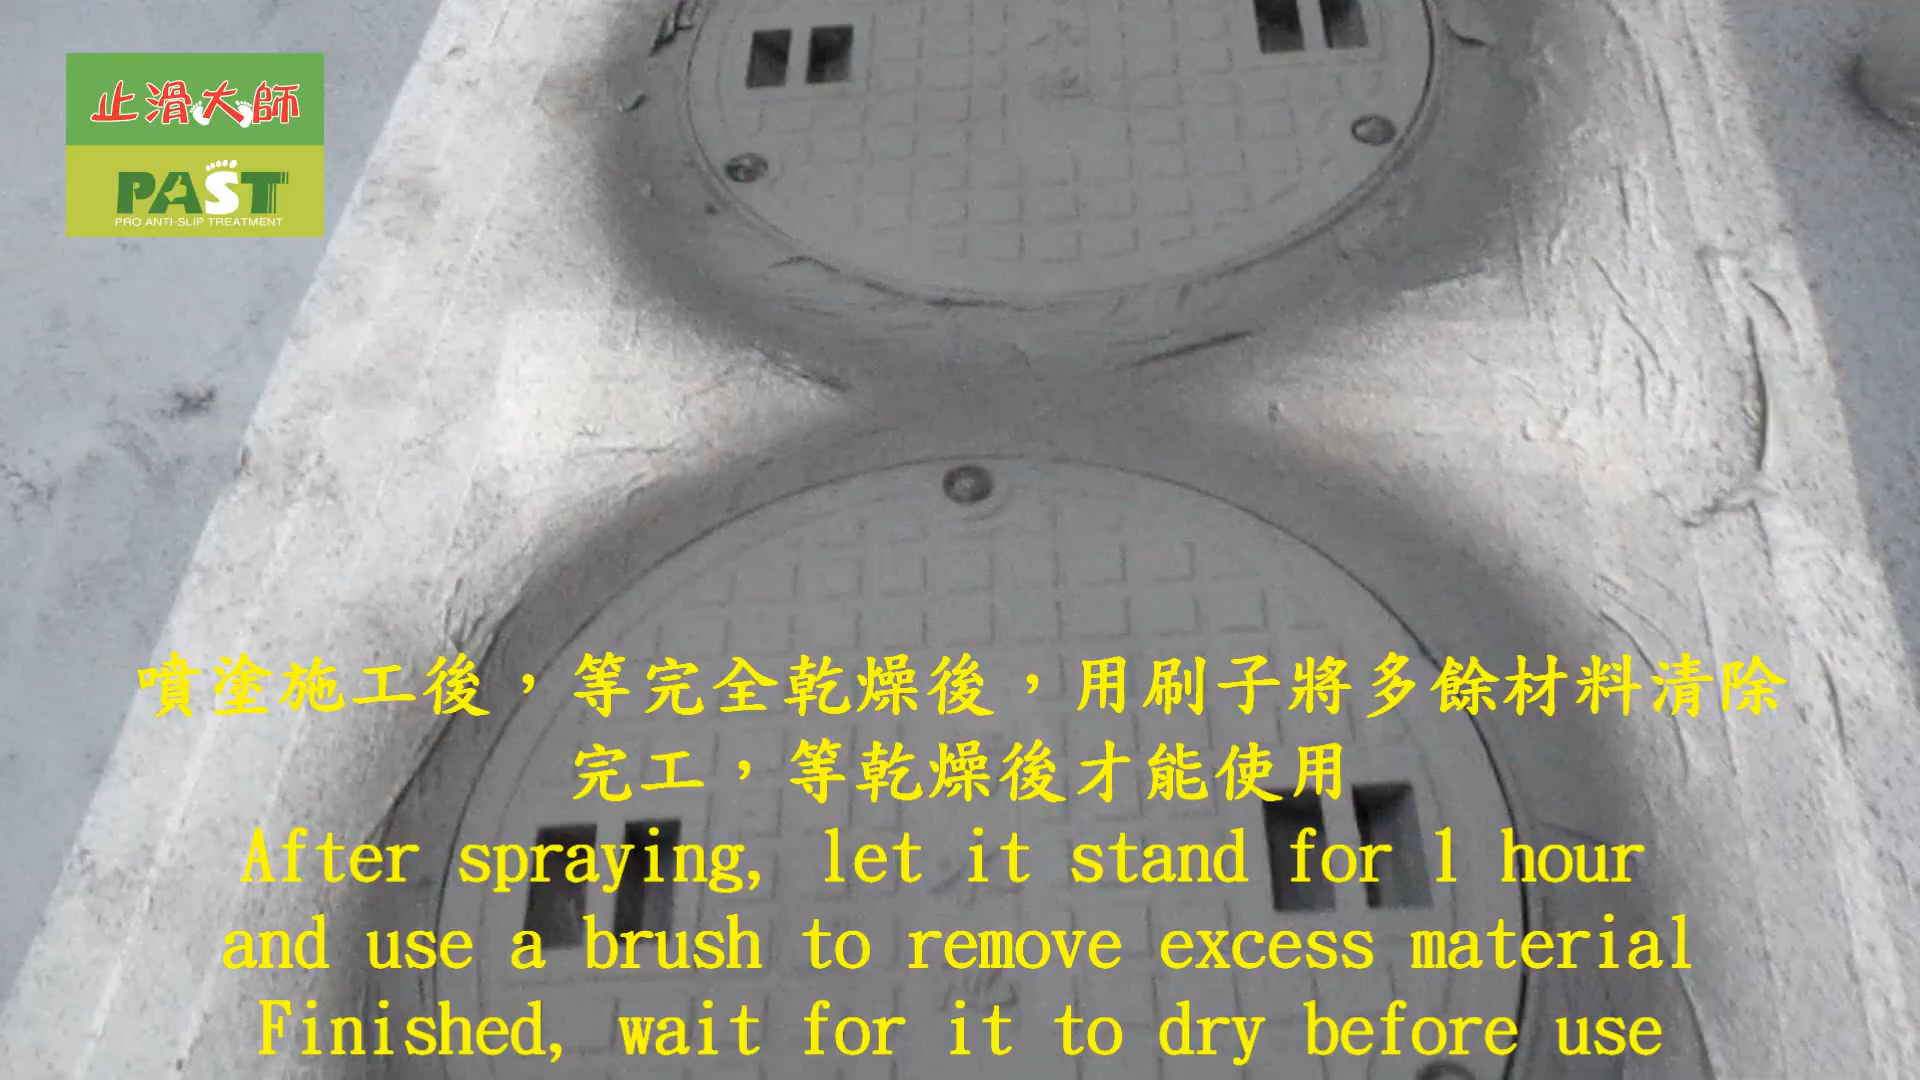 止滑大師
PAST
PRO ANTI-SLIP TREATMENT
噴塗施工後，等完全乾燥後，用刷子將多餘材料清除
完工，等乾燥後才能使用
After spraying, let it stand for 1 hour
and use a brush to remove excess material
Finished, wait for it to dry before use